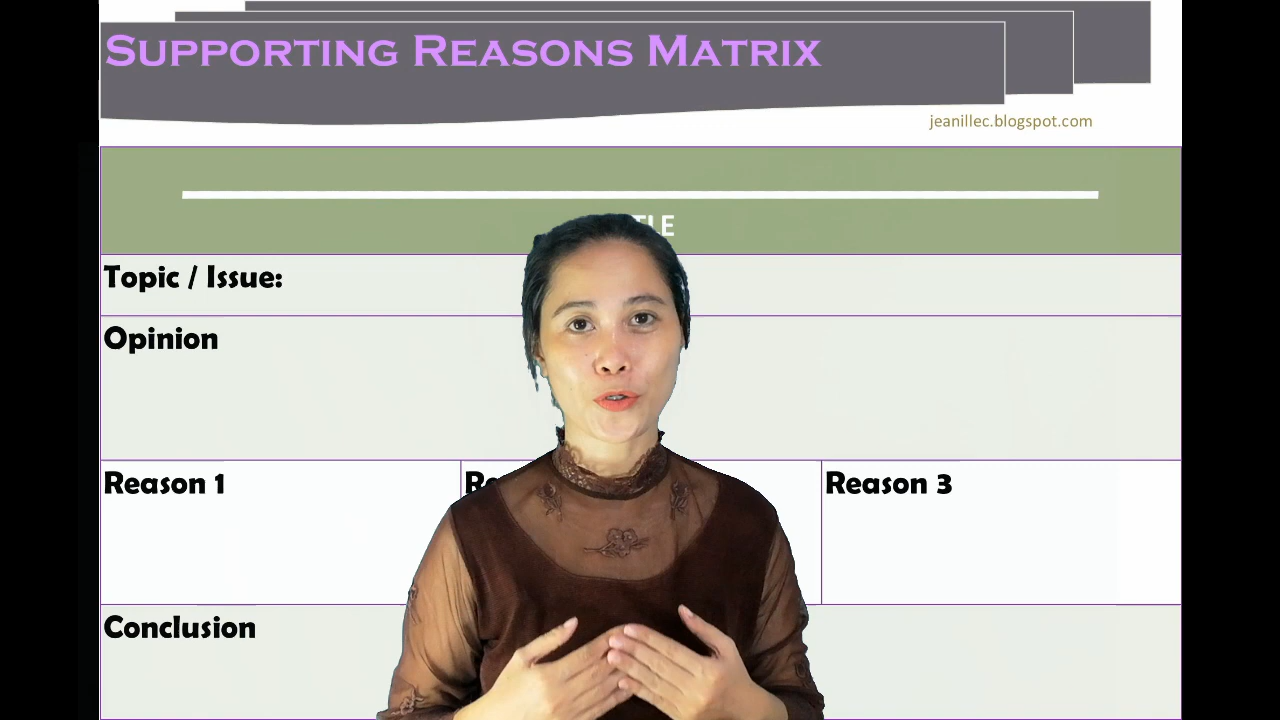 Supporting Reasons Matrix
jeanillec.blogspot.com
Topic / Issue:
Opinion
Reason 1
Reason 3
Conclusion